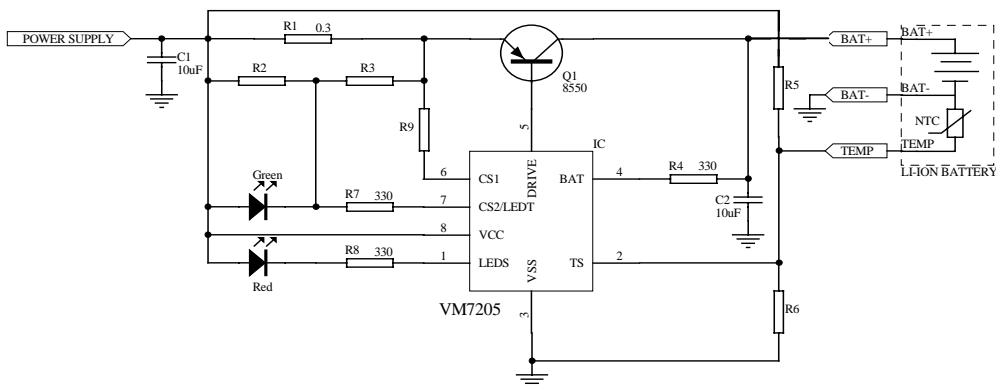 POWER SUPPLY
C1
10uF
R1 0.3
R2
R3
R9
Q1
8550
BAT+
BAT+
R5
BAT-
BAT-
NTC
TEMP
TEMP
LI-ION BATTERY
IC
5
DRIVE
6 CS1
BAT 4
R4 330
C2
10uF
Green
R7 330
7 CS2/LEDT
8 VCC
Red
R8 330
1 LEDS
VSS
TS 2
3
VM7205
R6